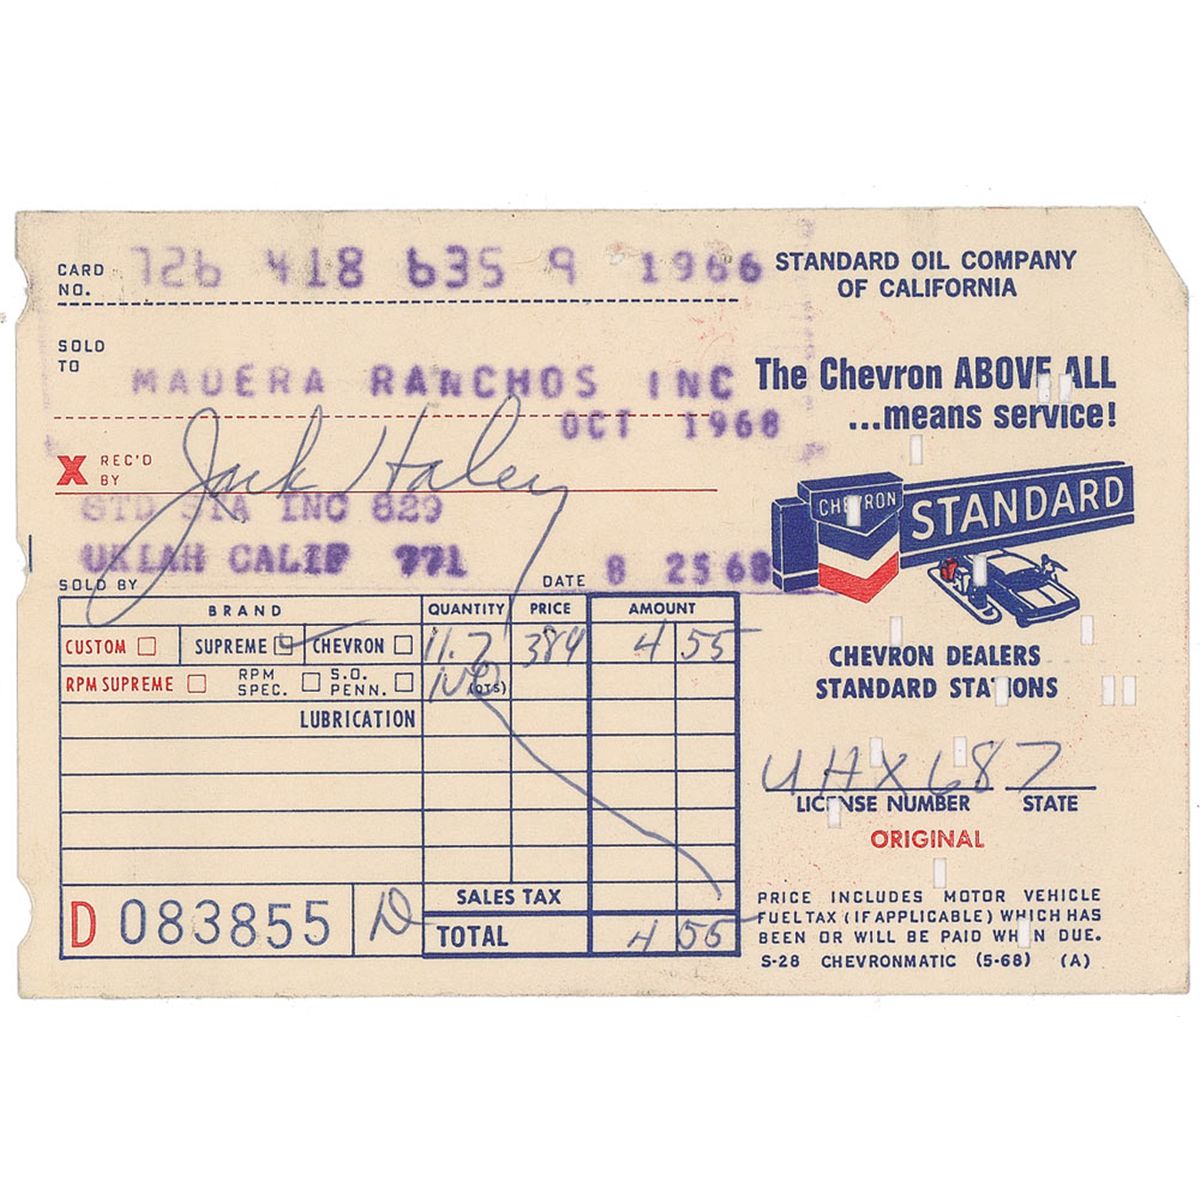 CARD NO. 726 418 635 9 1966
SOLD TO
MADERA RANCHOS INC
OCT 1968
X REC'D BY Jack Haley
STD STA INC 829
UKIAH CALIF 771
SOLD BY
DATE 8 25 68
BRAND QUANTITY PRICE AMOUNT
CUSTOM SUPREME CHEVRON 11.7 389 4 55
RPM SUPREME RPM SPEC. S.O. PENN. (QTS)
LUBRICATION
SALES TAX
D 083855 TOTAL 4 55
STANDARD OIL COMPANY
OF CALIFORNIA
The Chevron ABOVE ALL
...means service!
CHEVRON STANDARD
CHEVRON DEALERS
STANDARD STATIONS
UHX687
LICENSE NUMBER STATE
ORIGINAL
PRICE INCLUDES MOTOR VEHICLE
FUEL TAX (IF APPLICABLE) WHICH HAS
BEEN OR WILL BE PAID WHEN DUE.
S-28 CHEVRONMATIC (5-68) (A)